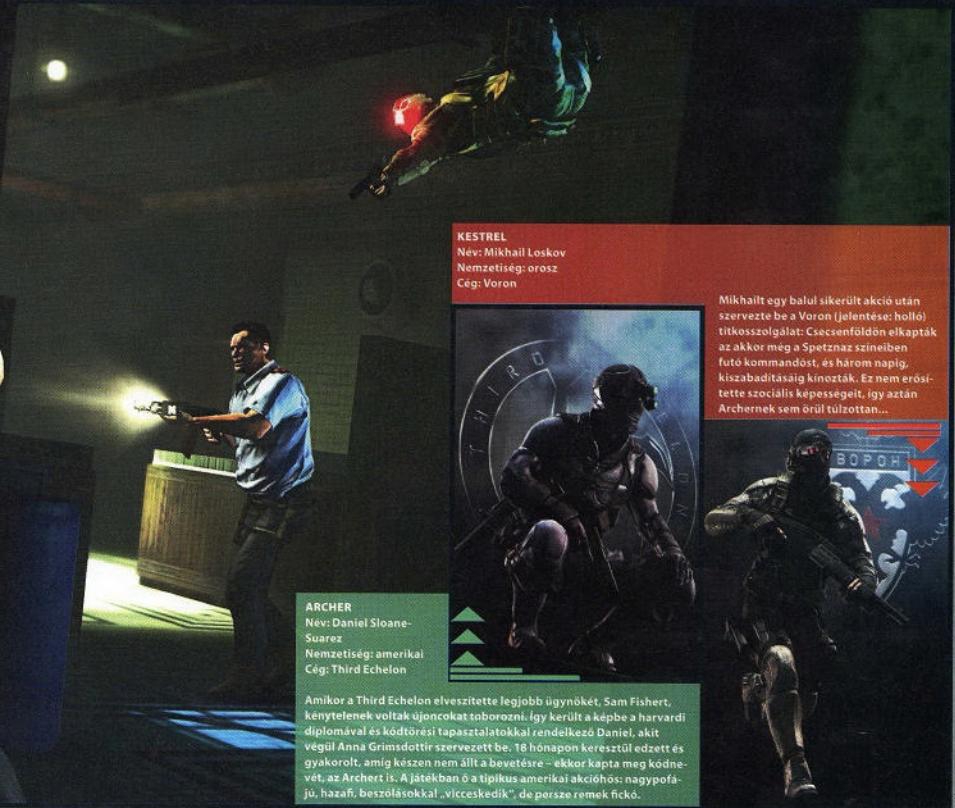 KESTREL
Név: Mikhail Loskov
Nemzetiség: orosz
Cég: Voron
Mikhailt egy balul sikerült akció után
szervezte be a Voron (jelentése: holló)
titkosszolgálat: Csecsenföldön elkapták
az akkor még a Spetznaz színeiben
futó kommandóst, és három napig,
kiszabadításáig kínozták. Ez nem erősí-
tette szociális képességeit, így aztán
Archernek sem örül túlzottan...
THIRD
ВОРОН
ARCHER
Név: Daniel Sloane-
Suarez
Nemzetiség: amerikai
Cég: Third Echelon
Amikor a Third Echelon elveszítette legjobb ügynökét, Sam Fishert,
kénytelenek voltak újoncokat toborozni. Így került a képbe a harvardi
diplomával és kódtörési tapasztalatokkal rendelkező Daniel, akit
végül Anna Grimsdottir szervezett be. 18 hónapon keresztül edzett és
gyakorolt, amíg készen nem állt a bevetésre – ekkor kapta meg kódne-
vét, az Archert is. A játékban ő a tipikus amerikai akcióhős: nagypofá-
jú, hazafi, beszólásokkal „vicceskedik", de persze remek fickó.